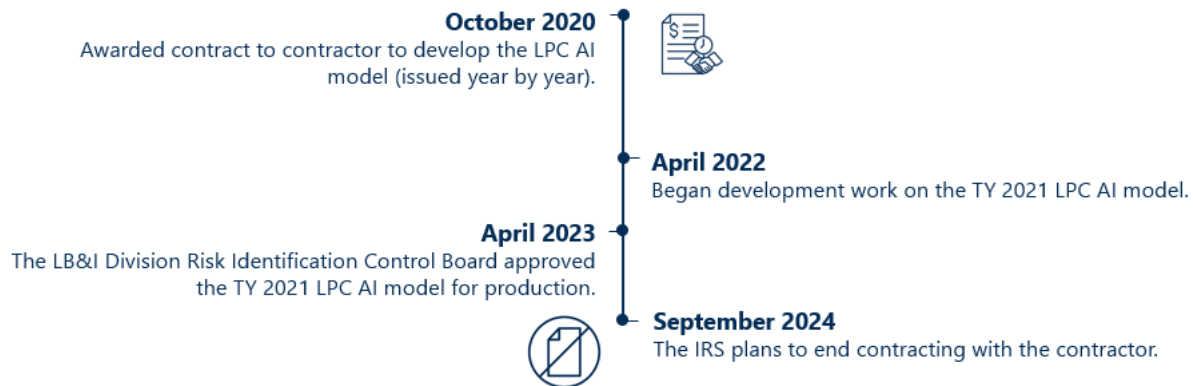 October 2020
Awarded contract to contractor to develop the LPC AI
model (issued year by year).
$
April 2022
Began development work on the TY 2021 LPC AI model.
April 2023
The LB&I Division Risk Identification Control Board approved
the TY 2021 LPC AI model for production.
September 2024
The IRS plans to end contracting with the contractor.